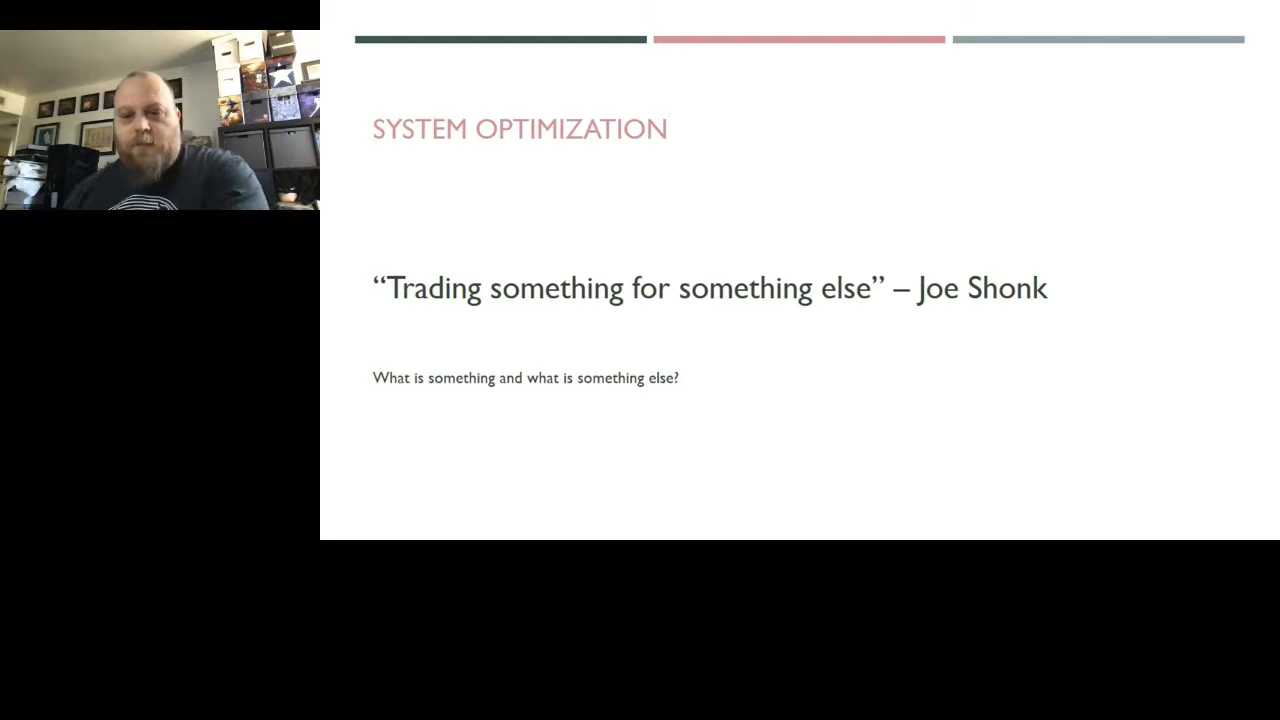 SYSTEM OPTIMIZATION
“Trading something for something else” – Joe Shonk
What is something and what is something else?